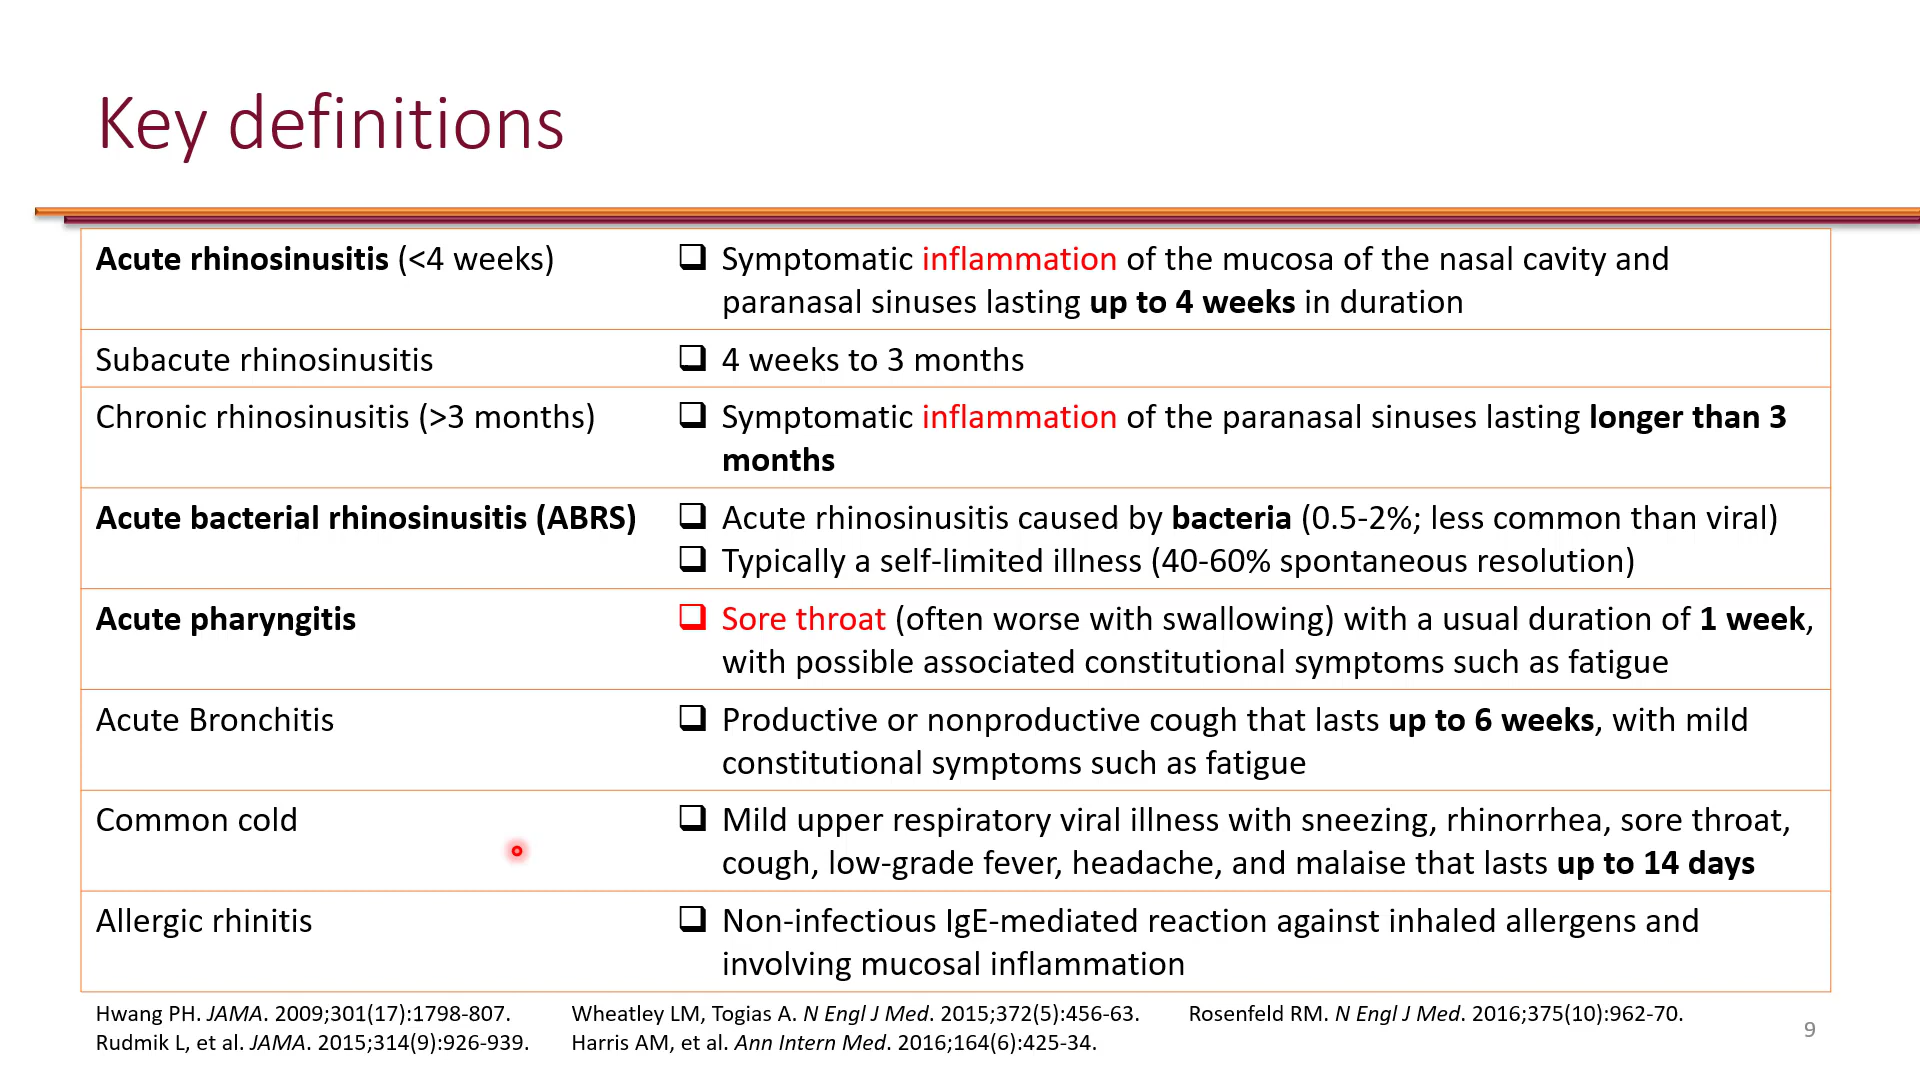 Key definitions
Acute rhinosinusitis (<4 weeks)
❑ Symptomatic inflammation of the mucosa of the nasal cavity and
paranasal sinuses lasting up to 4 weeks in duration
Subacute rhinosinusitis
❑ 4 weeks to 3 months
Chronic rhinosinusitis (>3 months)
❑ Symptomatic inflammation of the paranasal sinuses lasting longer than 3
months
Acute bacterial rhinosinusitis (ABRS)
❑ Acute rhinosinusitis caused by bacteria (0.5-2%; less common than viral)
❑ Typically a self-limited illness (40-60% spontaneous resolution)
Acute pharyngitis
❑ Sore throat (often worse with swallowing) with a usual duration of 1 week,
with possible associated constitutional symptoms such as fatigue
Acute Bronchitis
❑ Productive or nonproductive cough that lasts up to 6 weeks, with mild
constitutional symptoms such as fatigue
Common cold
❑ Mild upper respiratory viral illness with sneezing, rhinorrhea, sore throat,
cough, low-grade fever, headache, and malaise that lasts up to 14 days
Allergic rhinitis
❑ Non-infectious IgE-mediated reaction against inhaled allergens and
involving mucosal inflammation
Hwang PH. JAMA. 2009;301(17):1798-807.
Rudmik L, et al. JAMA. 2015;314(9):926-939.
Wheatley LM, Togias A. N Engl J Med. 2015;372(5):456-63.
Harris AM, et al. Ann Intern Med. 2016;164(6):425-34.
Rosenfeld RM. N Engl J Med. 2016;375(10):962-70.
9